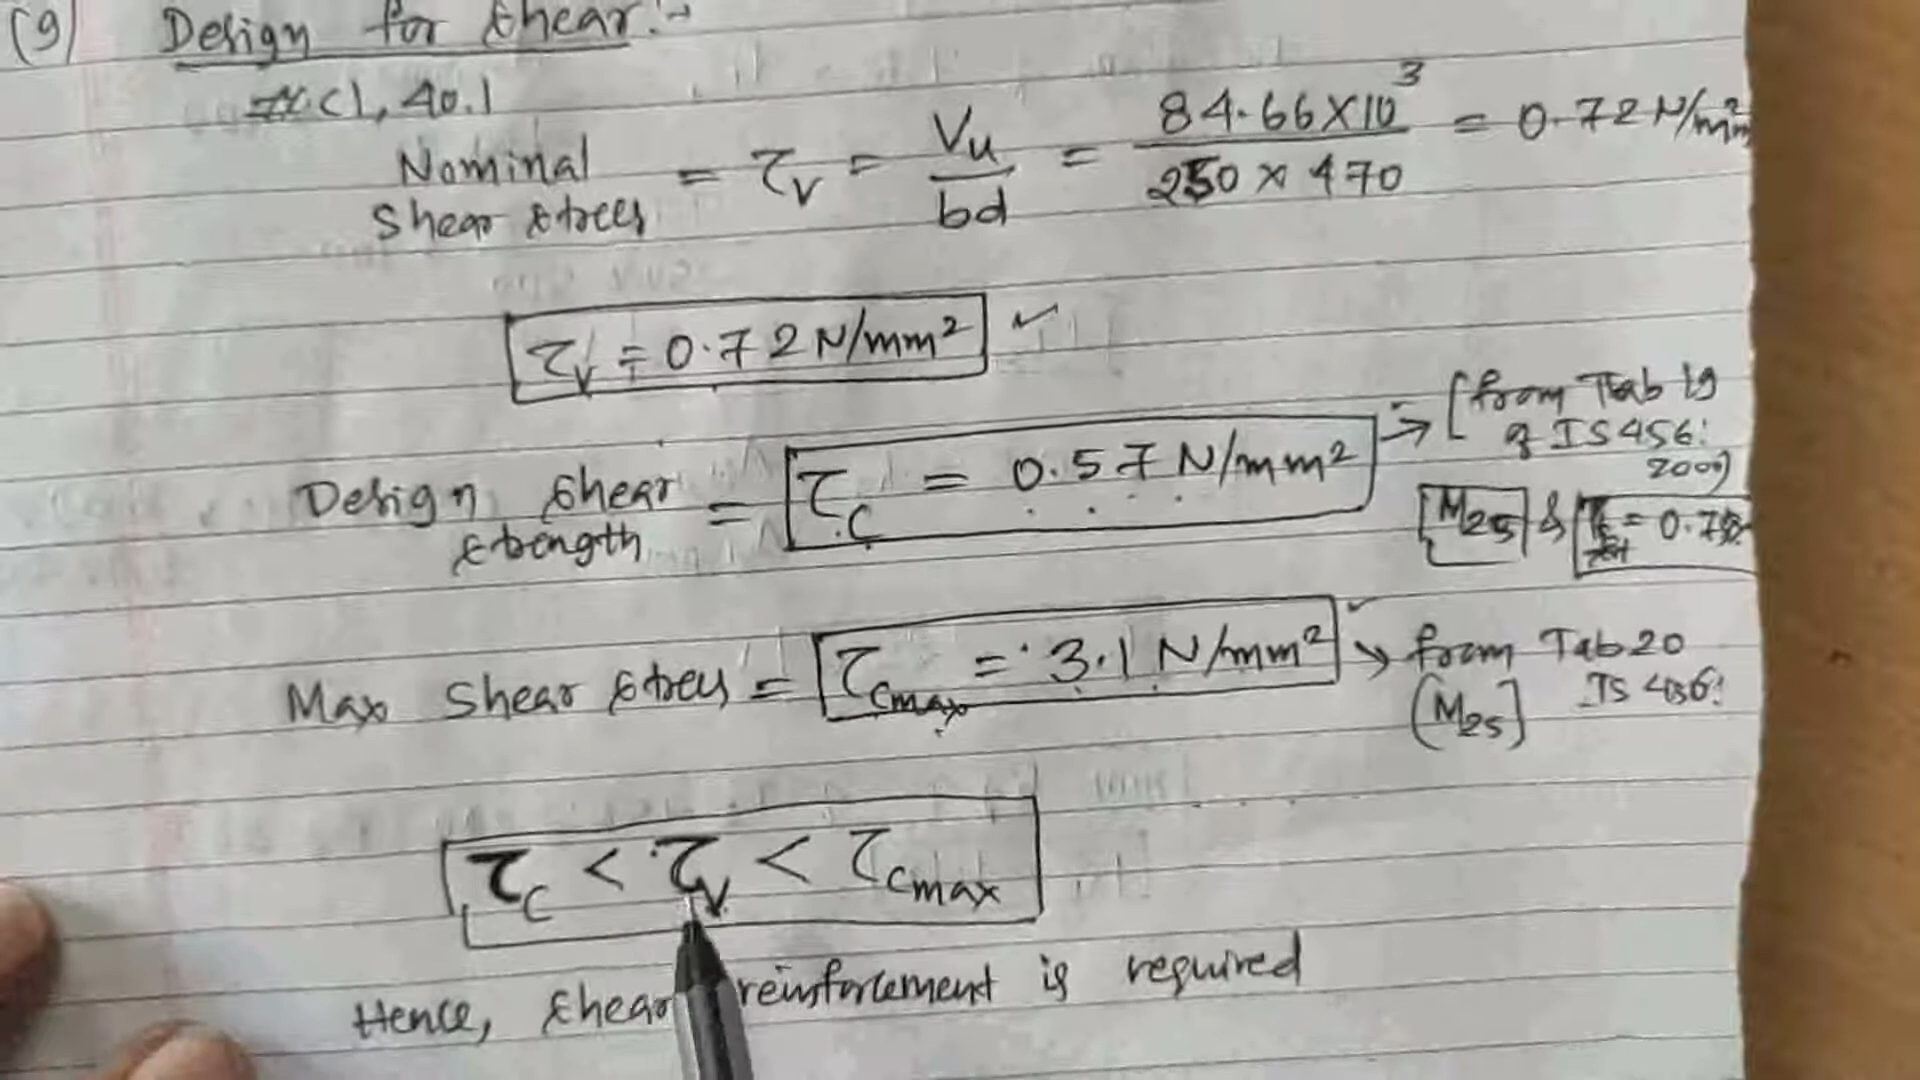 (9) Design for shear:-
#Cl, 40.1
Nominal Shear stress = τv = Vu / bd = 84.66×10³ / 250 × 470 = 0.72 N/mm²
τv = 0.72 N/mm²
Design Shear strength = τc = 0.57 N/mm² → [from Tab 19 of IS 456: 2000)
M25 &
Max Shear stress = τcmax = 3.1 N/mm² → from Tab 20 IS 456:
[M25]
τc < τv < τcmax
Hence, shear reinforcement is required